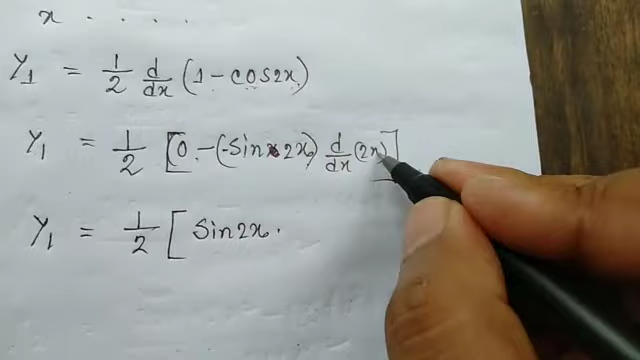 x . . . . .
Y₁ = 1/2 d/dx (1 - cos2x)
Y₁ = 1/2 [0 - (-sin 2x) d/dx (2x)]
Y₁ = 1/2 [ Sin2x ·